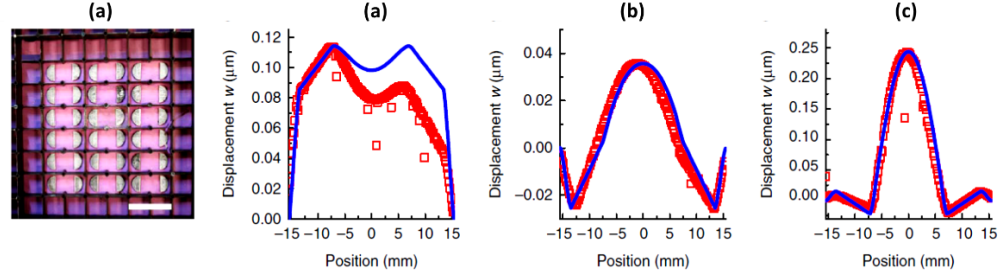 (a) (a) (b) (c)
Displacement w (μm)
0.12
0.10
0.08
0.06
0.04
0.02
0.00
−15 −10 −5 0 5 10 15
Position (mm)
Displacement w (μm)
0.04
0.02
0.00
−0.02
−15 −10 −5 0 5 10 15
Position (mm)
Displacement w (μm)
0.25
0.20
0.15
0.10
0.05
0.00
−15 −10 −5 0 5 10 15
Position (mm)